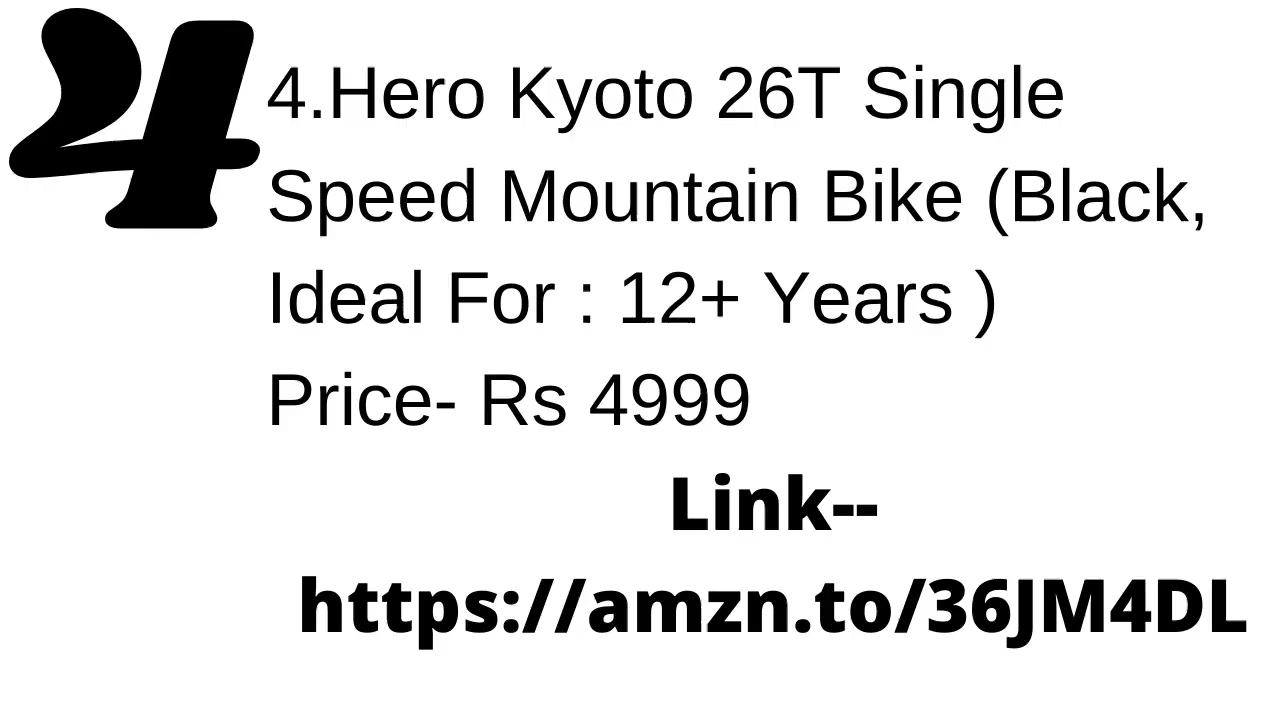 4
4.Hero Kyoto 26T Single
Speed Mountain Bike (Black,
Ideal For : 12+ Years )
Price- Rs 4999
Link--
https://amzn.to/36JM4DL